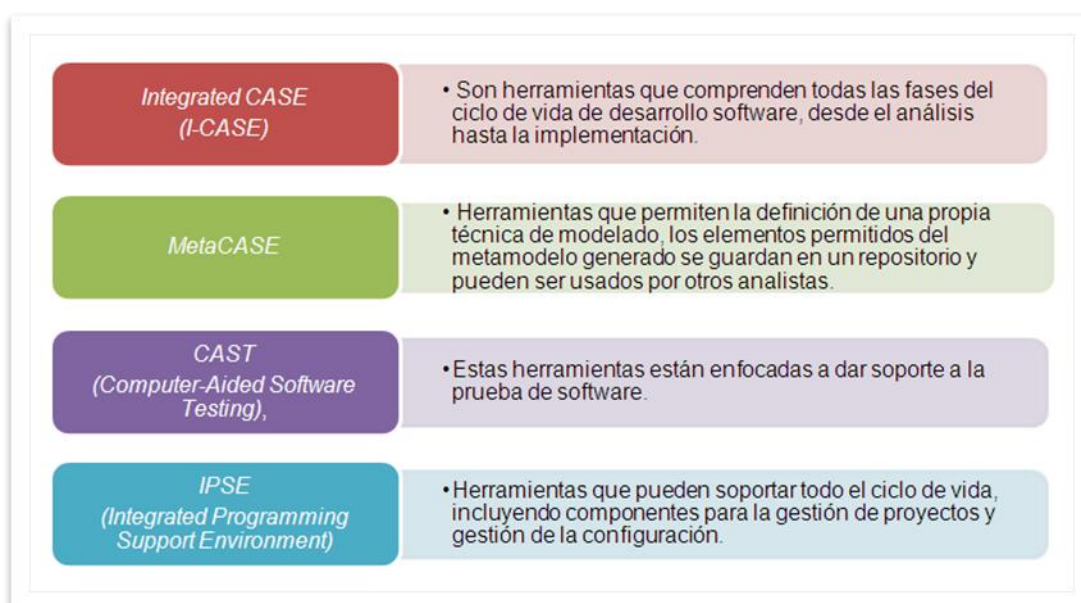 Integrated CASE
(I-CASE)
• Son herramientas que comprenden todas las fases del
ciclo de vida de desarrollo software, desde el análisis
hasta la implementación.
MetaCASE
• Herramientas que permiten la definición de una propia
técnica de modelado, los elementos permitidos del
metamodelo generado se guardan en un repositorio y
pueden ser usados por otros analistas.
CAST
(Computer-Aided Software
Testing),
• Estas herramientas están enfocadas a dar soporte a la
prueba de software.
IPSE
(Integrated Programming
Support Environment)
• Herramientas que pueden soportar todo el ciclo de vida,
incluyendo componentes para la gestión de proyectos y
gestión de la configuración.